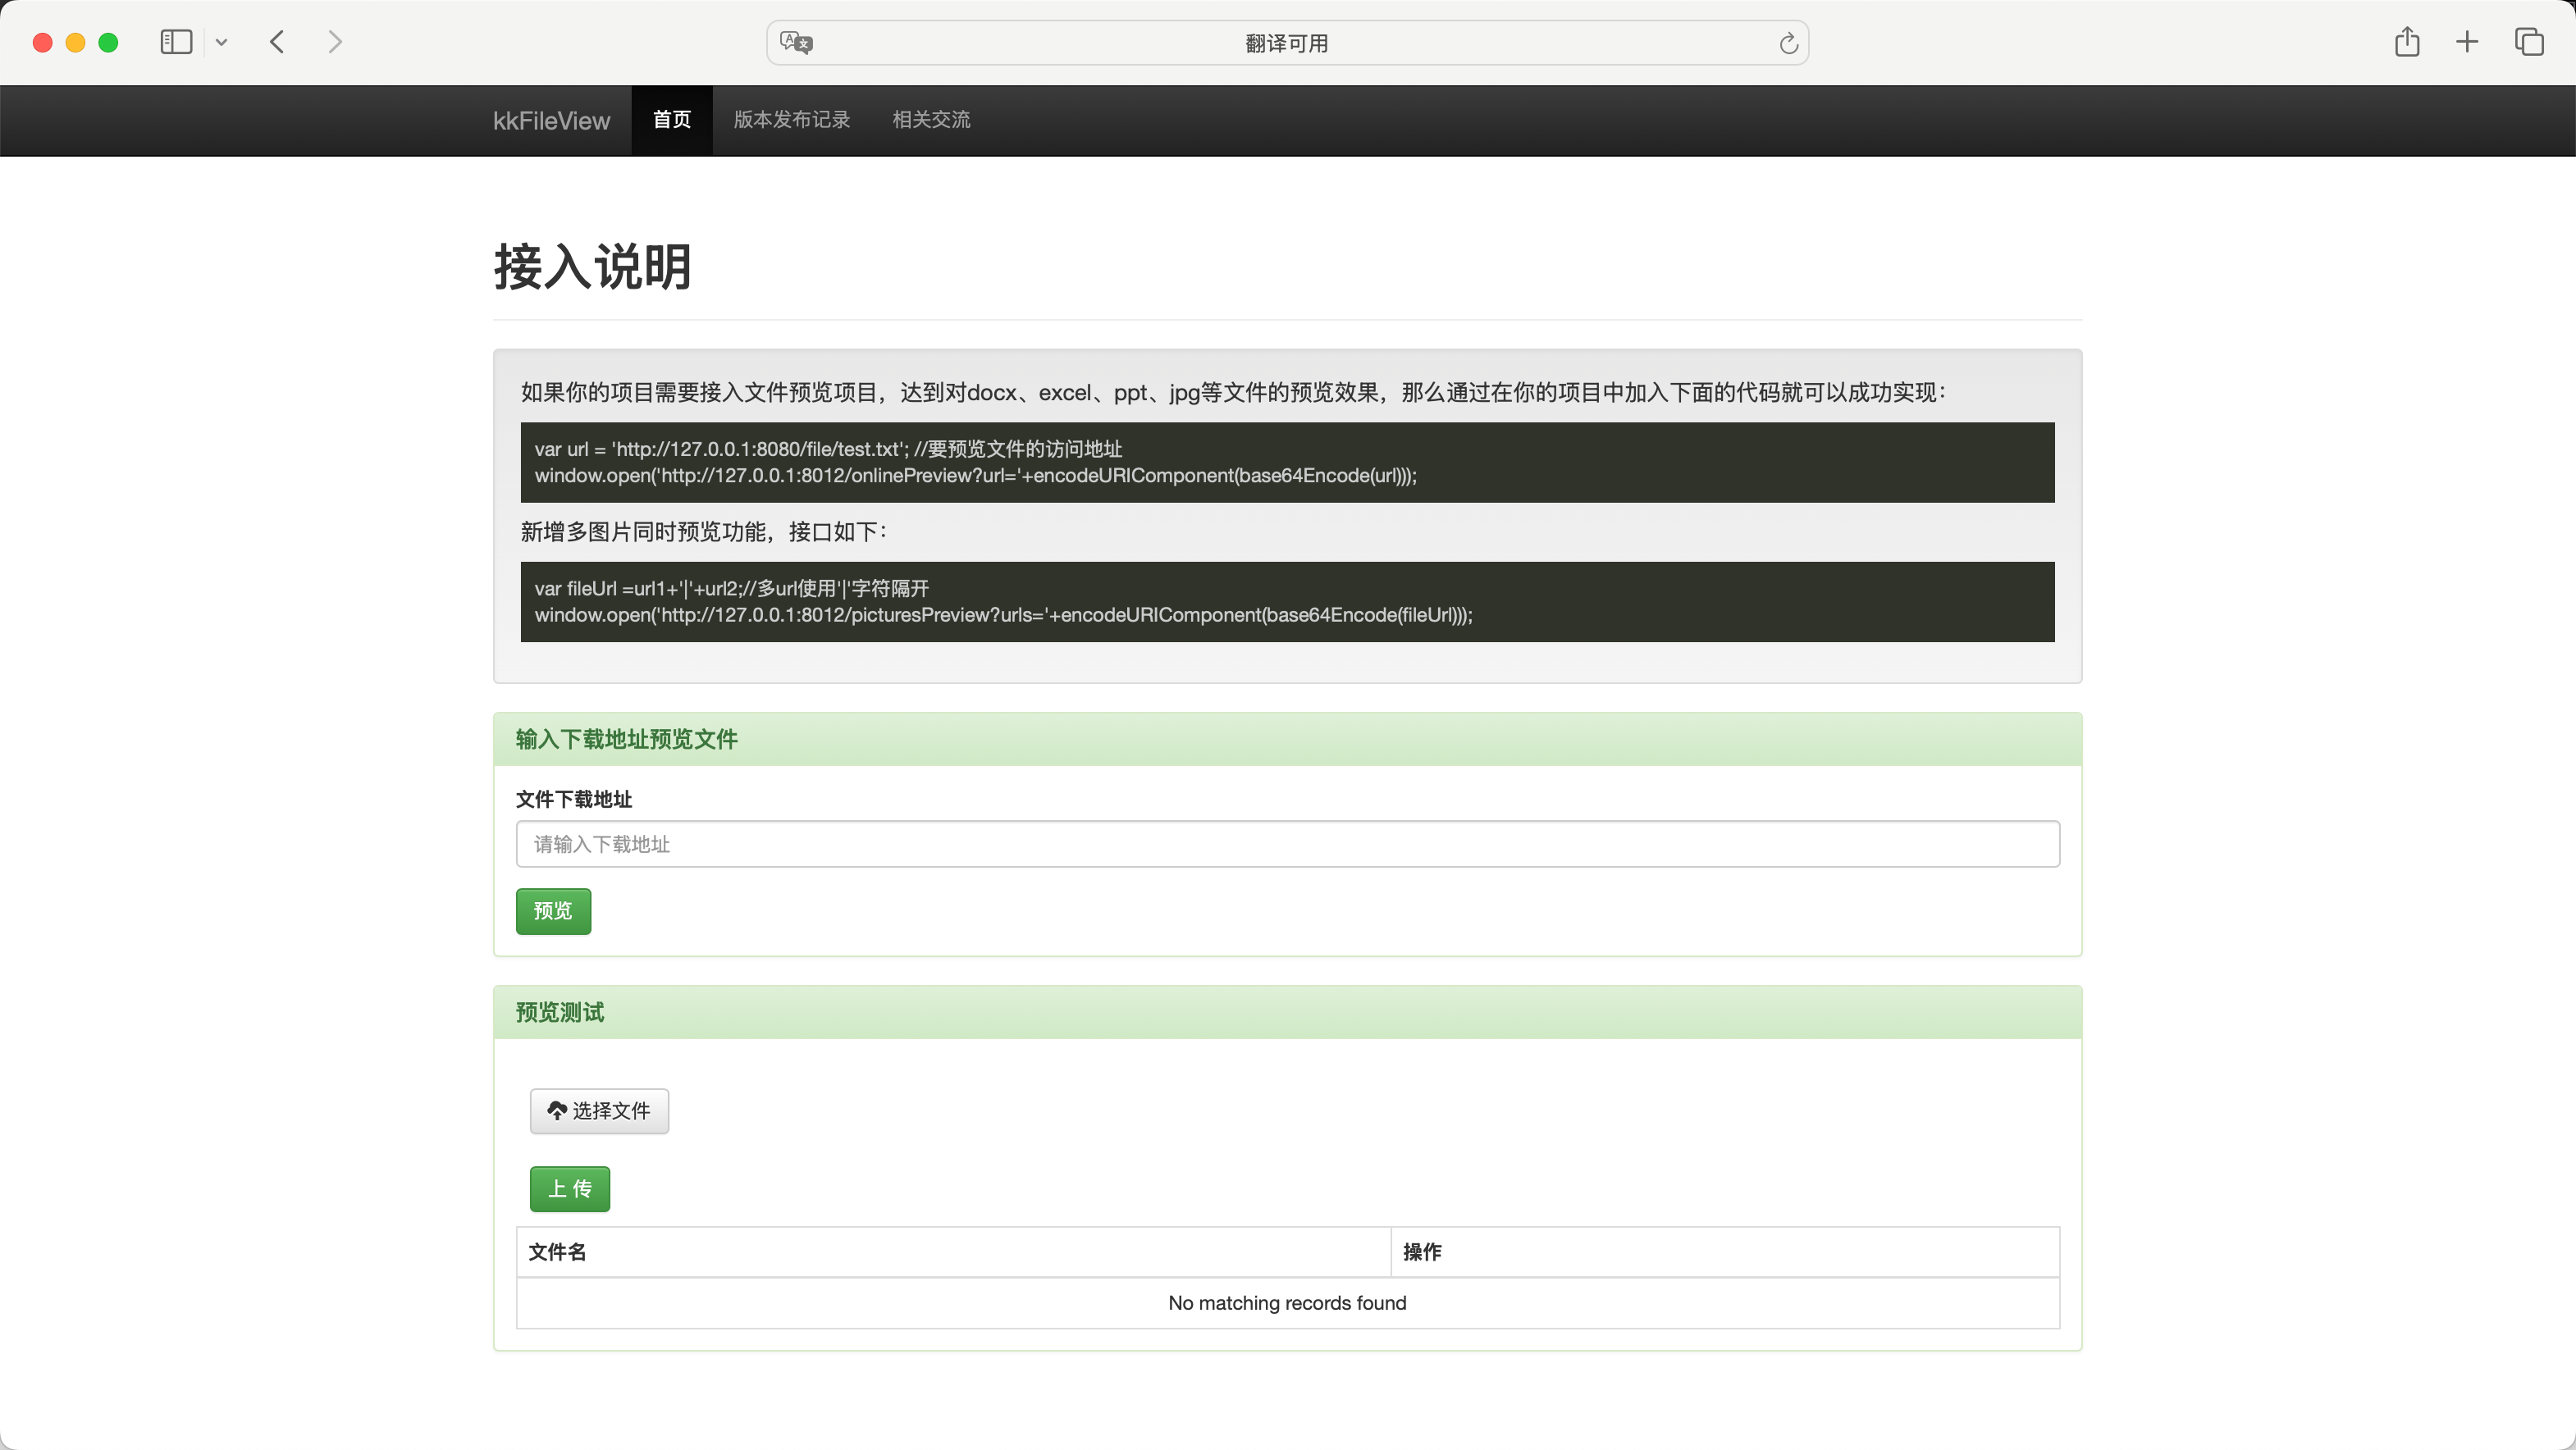 翻译可用
kkFileView 首页 版本发布记录 相关交流
接入说明
如果你的项目需要接入文件预览项目，达到对docx、excel、ppt、jpg等文件的预览效果，那么通过在你的项目中加入下面的代码就可以成功实现：
var url = 'http://127.0.0.1:8080/file/test.txt'; //要预览文件的访问地址
window.open('http://127.0.0.1:8012/onlinePreview?url='+encodeURIComponent(base64Encode(url)));
新增多图片同时预览功能，接口如下：
var fileUrl =url1+'|'+url2;//多url使用'|'字符隔开
window.open('http://127.0.0.1:8012/picturesPreview?urls='+encodeURIComponent(base64Encode(fileUrl)));
输入下载地址预览文件
文件下载地址
请输入下载地址
预览
预览测试
选择文件
上 传
文件名 操作
No matching records found